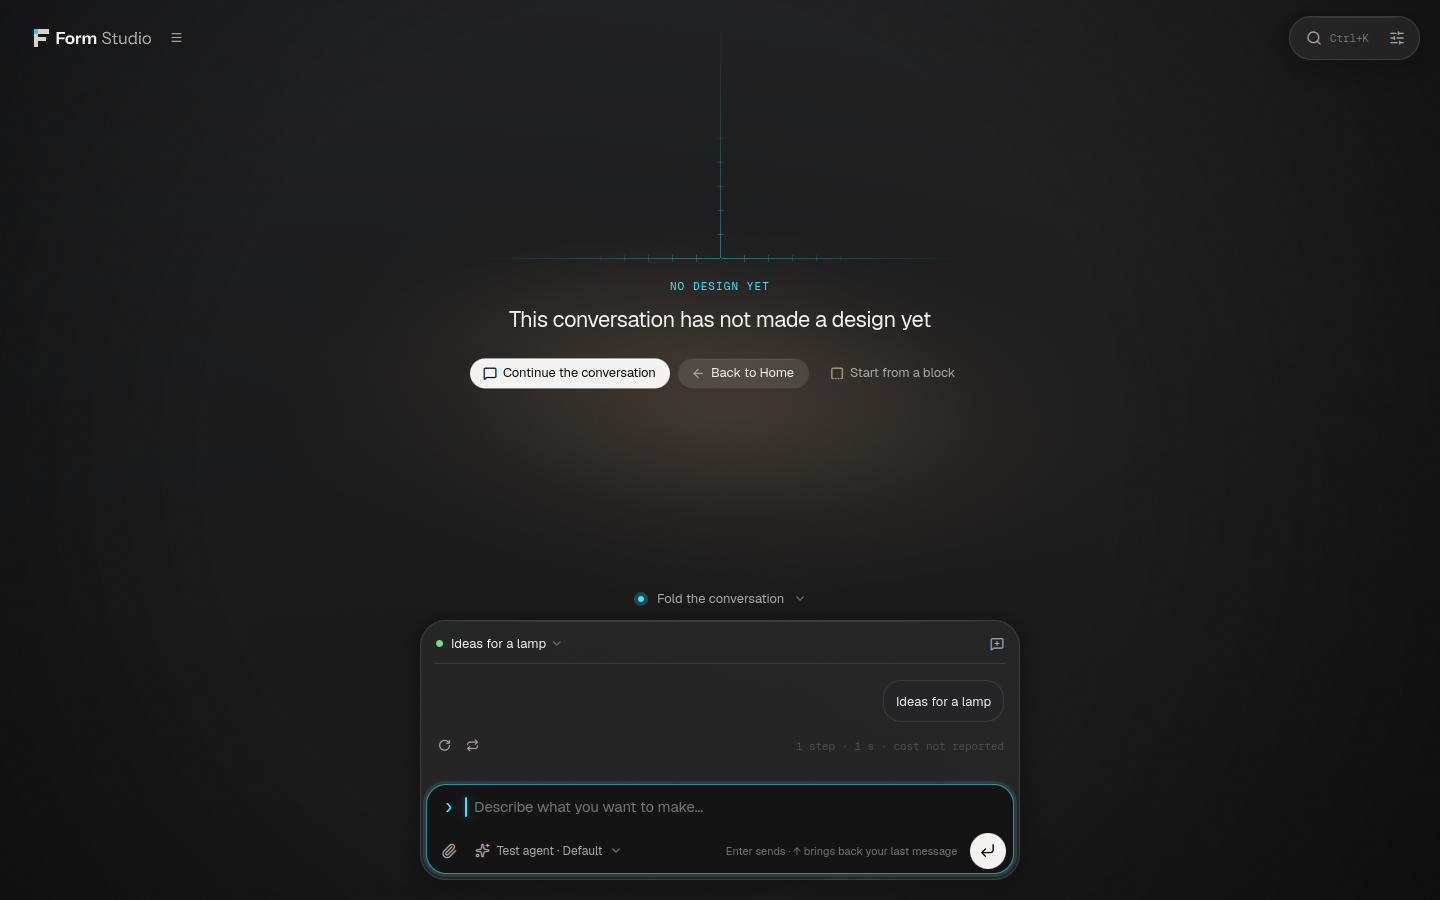 Form Studio
Ctrl+K
NO DESIGN YET
This conversation has not made a design yet
Continue the conversation
Back to Home
Start from a block
Fold the conversation
Ideas for a lamp
Ideas for a lamp
1 step · 1 s · cost not reported
Describe what you want to make...
Test agent · Default
Enter sends · ↑ brings back your last message